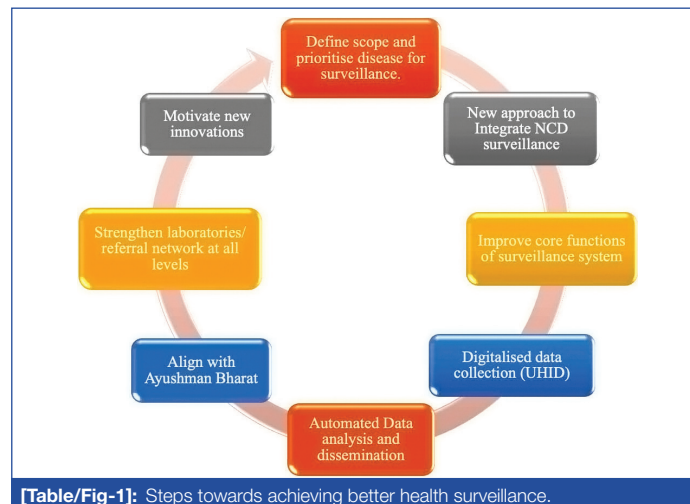 Define scope and
prioritise disease for
surveillance.
New approach to
Integrate NCD
surveillance
Improve core functions
of surveillance system
Digitalised data
collection (UHID)
Automated Data
analysis and
dissemination
Align with
Ayushman Bharat
Strengthen laboratories/
referral network at all
levels
Motivate new
innovations
[Table/Fig-1]: Steps towards achieving better health surveillance.